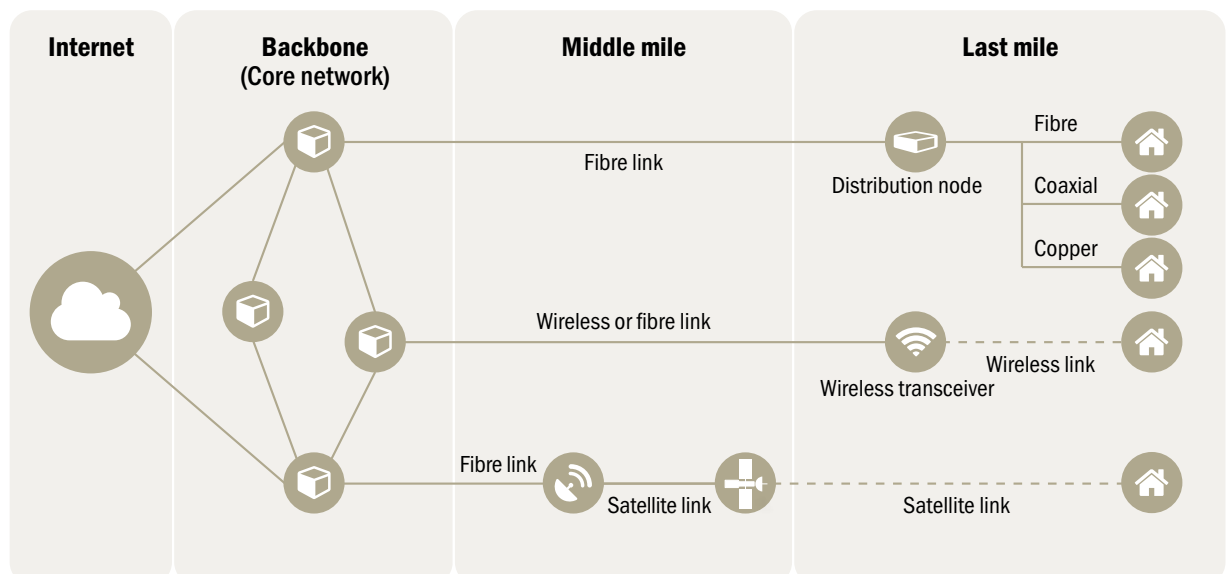 Internet
Backbone
(Core network)
Middle mile
Last mile
Fibre link
Distribution node
Fibre
Coaxial
Copper
Wireless or fibre link
Wireless transceiver
Wireless link
Fibre link
Satellite link
Satellite link